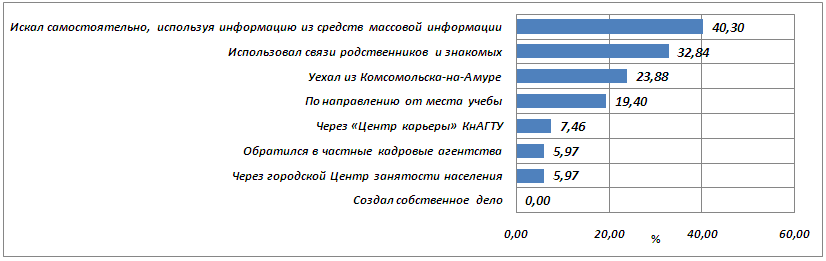 Искал самостоятельно, используя информацию из средств массовой информации 40,30
Использовал связи родственников и знакомых 32,84
Уехал из Комсомольска-на-Амуре 23,88
По направлению от места учебы 19,40
Через «Центр карьеры» КнАГТУ 7,46
Обратился в частные кадровые агентства 5,97
Через городской Центр занятости населения 5,97
Создал собственное дело 0,00
0,00 20,00 40,00 60,00
%